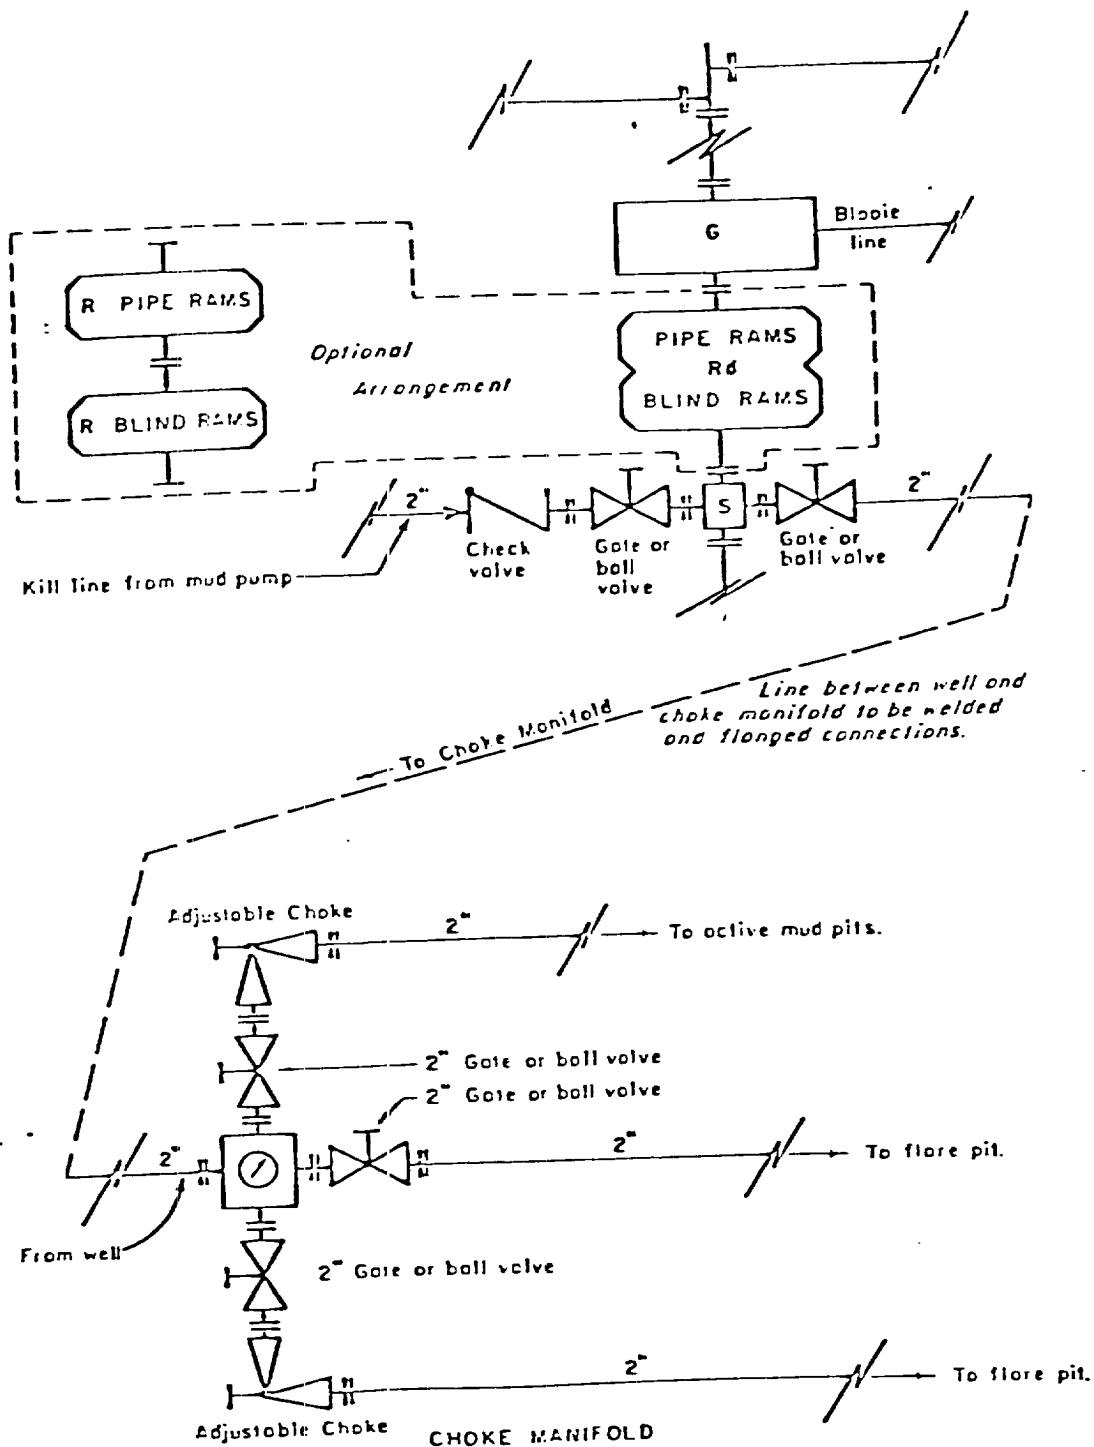 G
Blooie
line
R PIPE RAMS
R BLIND RAMS
Optional
Arrangement
PIPE RAMS
Rd
BLIND RAMS
2"
S
2"
Check
valve
Gate or
ball
valve
Gate or
ball valve
Kill line from mud pump
Line between well and
choke manifold to be welded
and flanged connections.
To Choke Manifold
Adjustable Choke
2"
To active mud pits.
2" Gate or ball valve
2" Gate or ball valve
2"
2"
To flare pit.
From well
2" Gate or ball valve
2"
To flare pit.
Adjustable Choke
CHOKE MANIFOLD